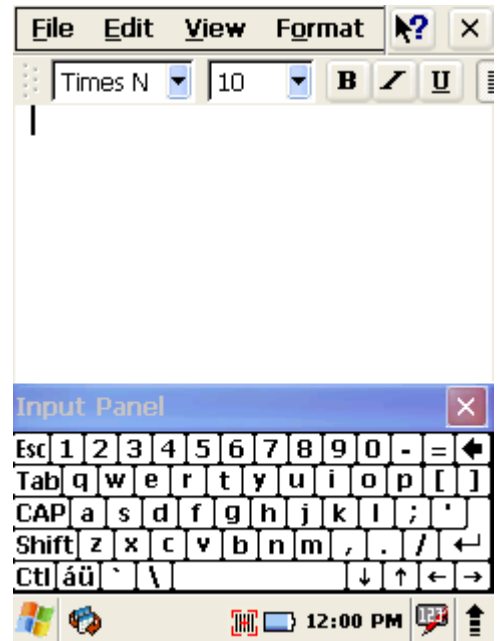 File Edit View Format ? ×
Times N 10 B I U
Input Panel ×
Esc 1 2 3 4 5 6 7 8 9 0 - =
Tab q w e r t y u i o p [ ]
CAP a s d f g h j k l ; '
Shift z x c v b n m , . /
Ctl áü ` \ ↓ ↑ ← →
12:00 PM 123